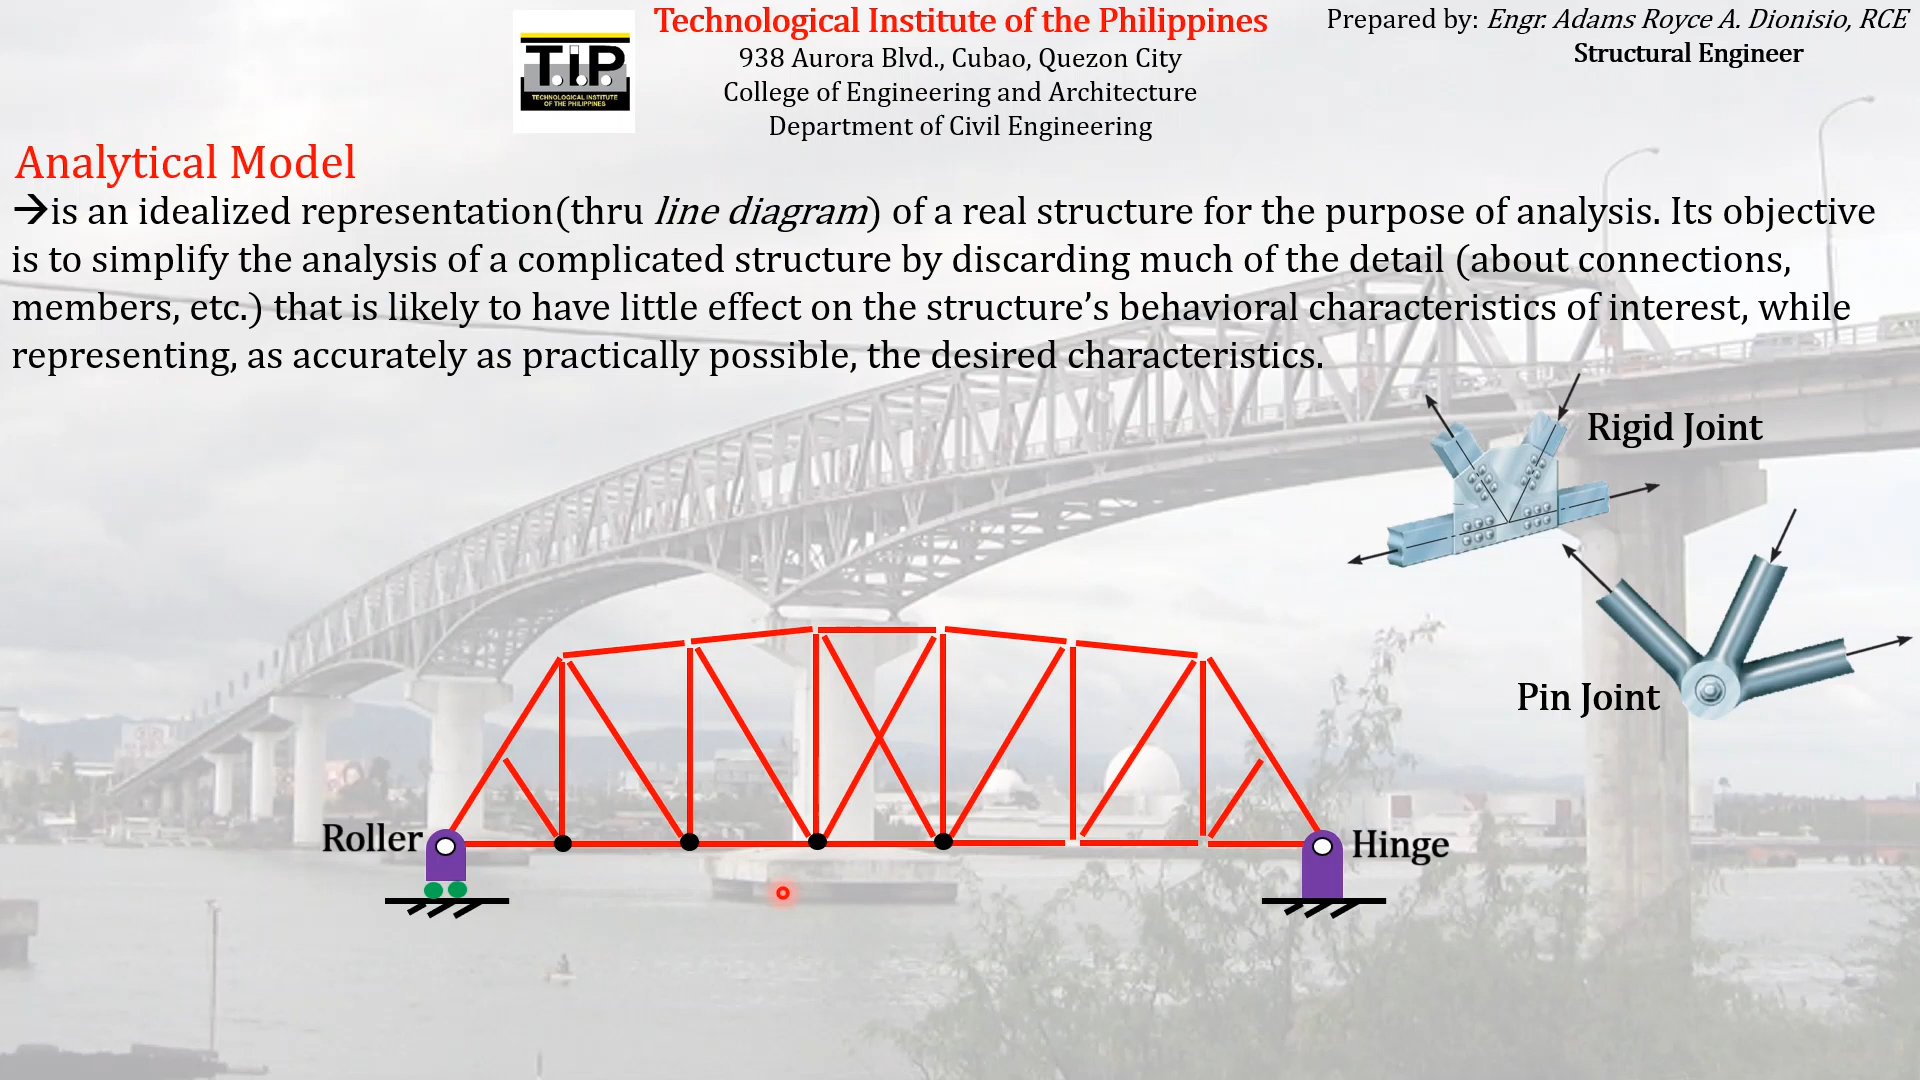 TIP
TECHNOLOGICAL INSTITUTE
OF THE PHILIPPINES
Technological Institute of the Philippines
938 Aurora Blvd., Cubao, Quezon City
College of Engineering and Architecture
Department of Civil Engineering
Prepared by: Engr. Adams Royce A. Dionisio, RCE
Structural Engineer
Analytical Model
→is an idealized representation(thru line diagram) of a real structure for the purpose of analysis. Its objective
is to simplify the analysis of a complicated structure by discarding much of the detail (about connections,
members, etc.) that is likely to have little effect on the structure’s behavioral characteristics of interest, while
representing, as accurately as practically possible, the desired characteristics.
Rigid Joint
Pin Joint
Roller
Hinge